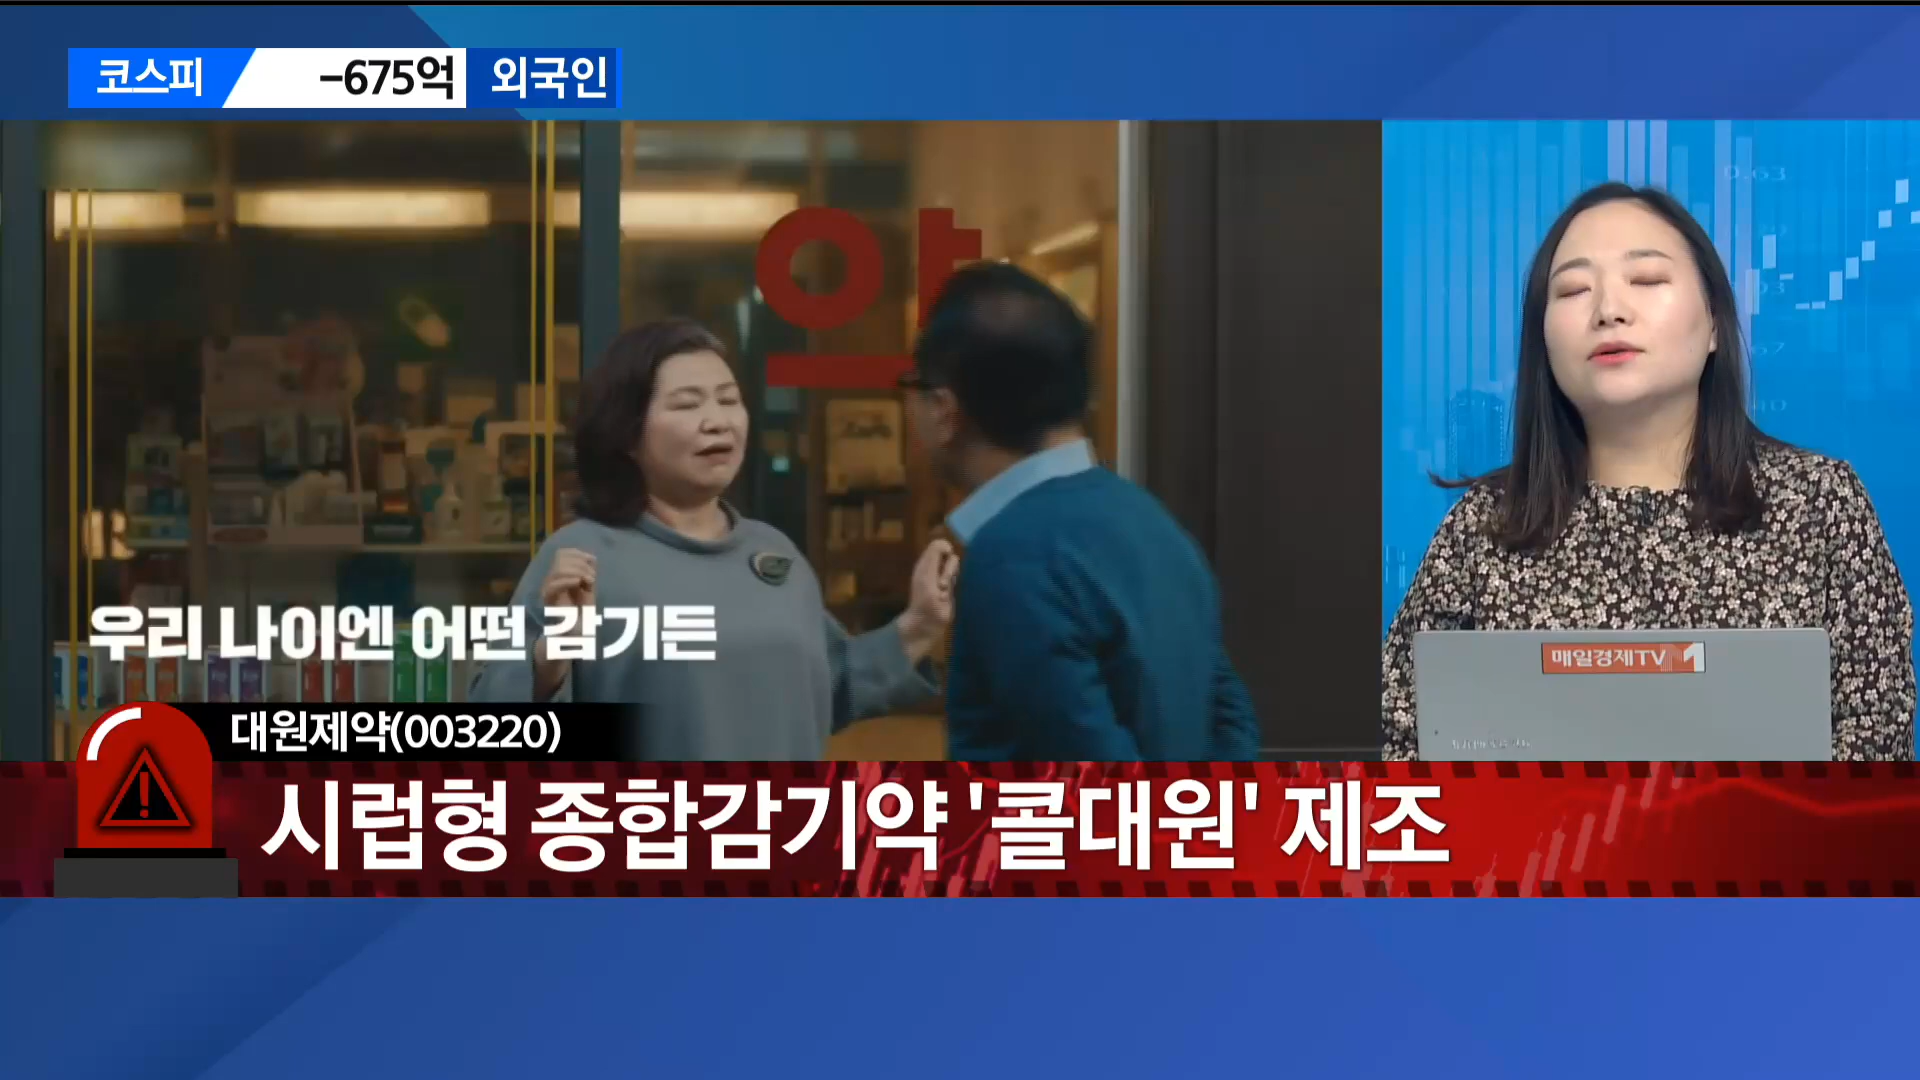 코스피 -675억 외국인
약
우리 나이엔 어떤 감기든
매일경제TV
대원제약(003220)
시럽형 종합감기약 '콜대원' 제조